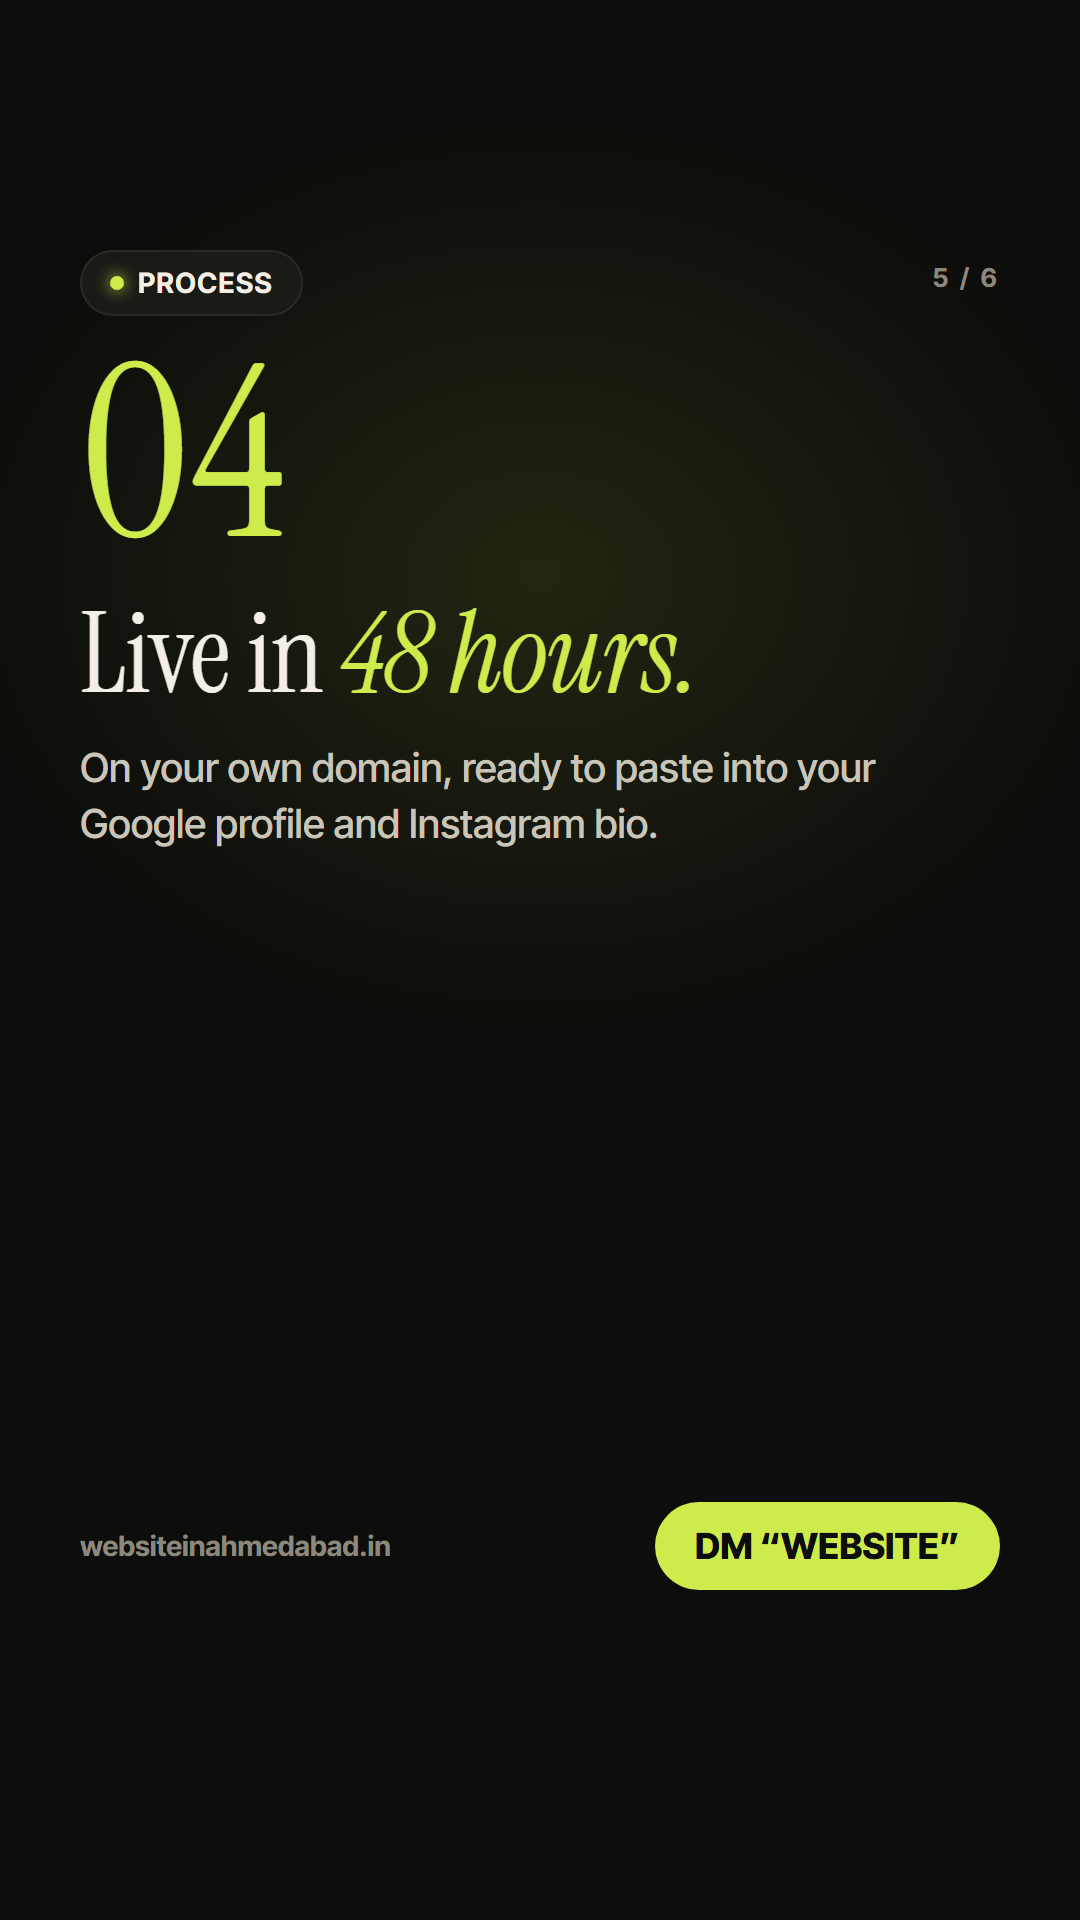 PROCESS
5 / 6
04
Live in 48 hours.
On your own domain, ready to paste into your
Google profile and Instagram bio.
websiteinahmedabad.in
DM “WEBSITE”